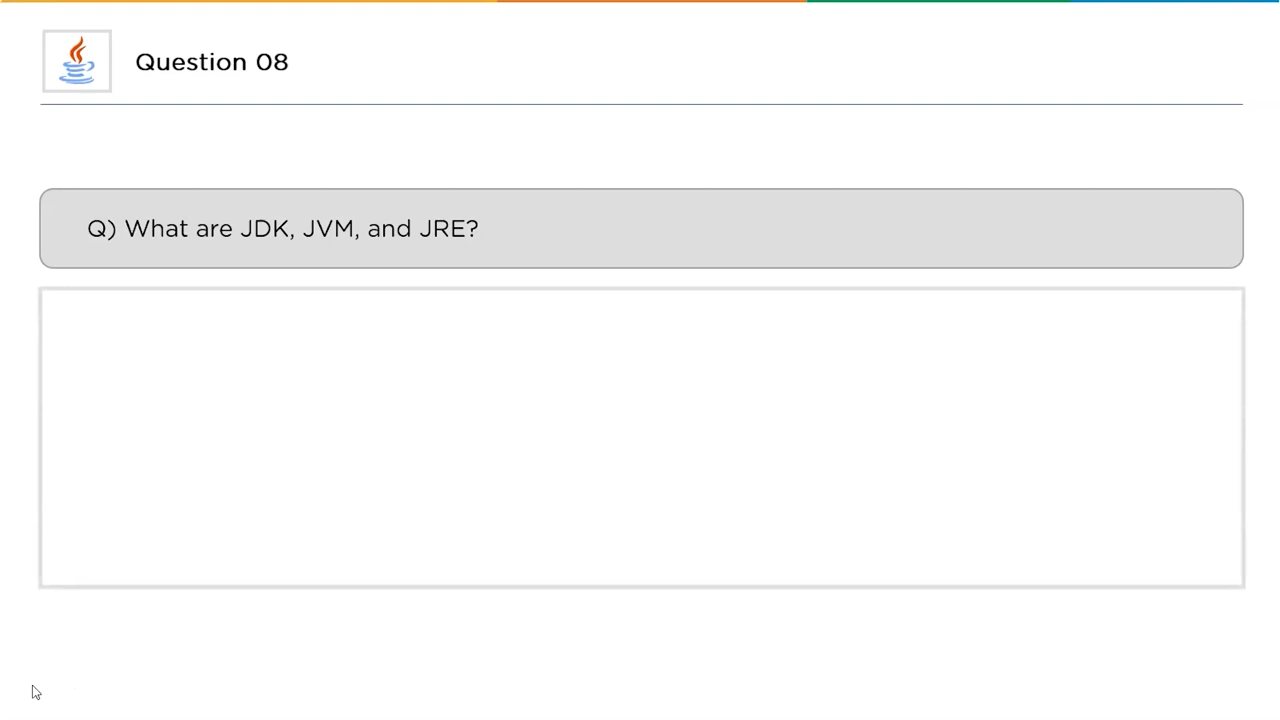 Question 08
Q) What are JDK, JVM, and JRE?